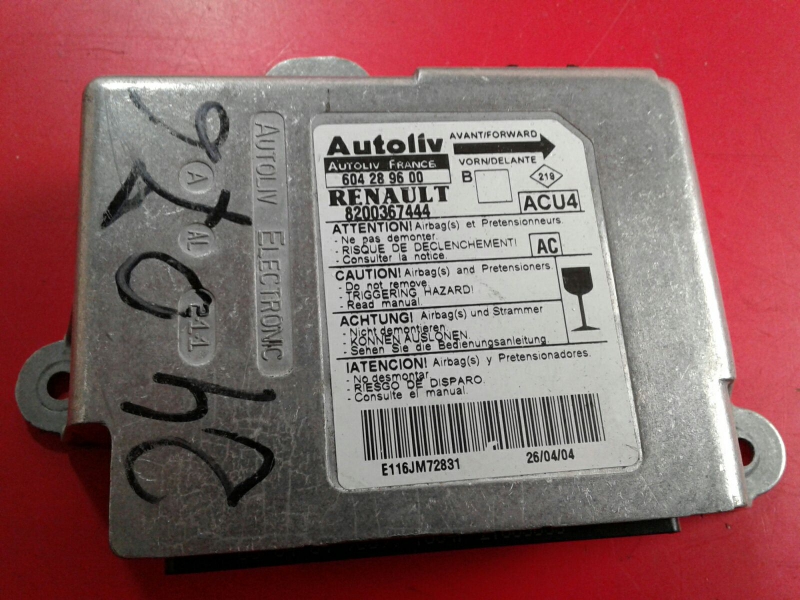 Autoliv
AVANT/FORWARD
AUTOLIV FRANCE
VORN/DELANTE
604 28 96 00
B
219
RENAULT
ACU4
8200367444
ATTENTION! Airbag(s) et Pretensionneurs.
- Ne pas demonter.
- RISQUE DE DECLENCHEMENT!
- Consulter la notice.
AC
CAUTION! Airbag(s) and Pretensioners.
- Do not remove.
- TRIGGERING HAZARD!
- Read manual.
ACHTUNG! Airbag(s) und Strammer
- Nicht demontieren.
- KONNEN AUSLONEN.
- Sehen Sie die Bedienungsanleitung.
!ATENCION! Airbag(s) y Pretensionadores.
- No desmontar.
- RIESGO DE DISPARO.
- Consulte el manual.
E116JM72831
26/04/04
AUTOLIV ELECTRONIC
A
AL